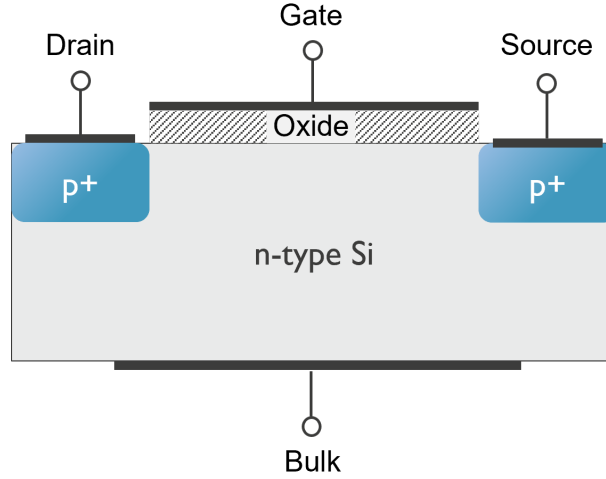 Gate
Drain
Source
Oxide
p+
p+
n-type Si
Bulk